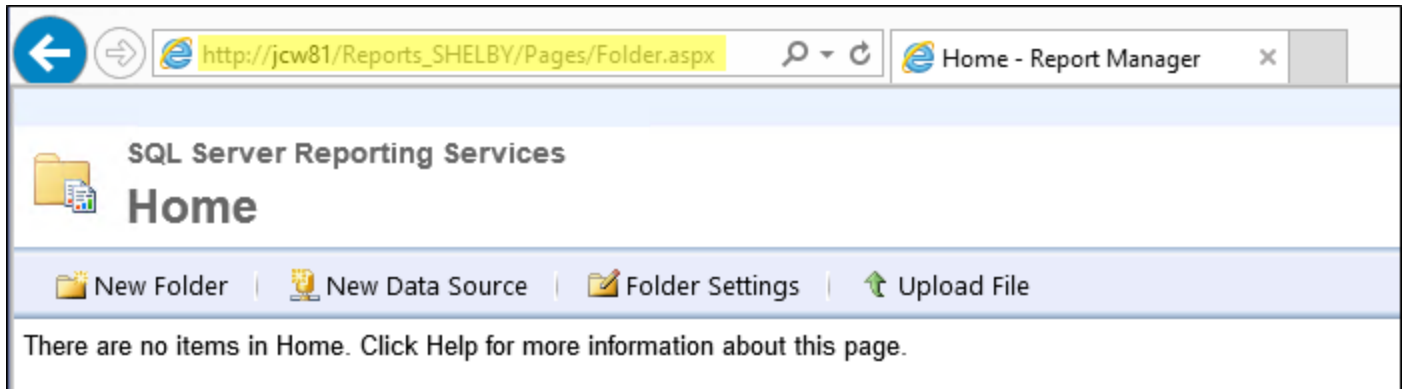 http://jcw81/Reports_SHELBY/Pages/Folder.aspx
Home - Report Manager
SQL Server Reporting Services
Home
New Folder | New Data Source | Folder Settings | Upload File
There are no items in Home. Click Help for more information about this page.